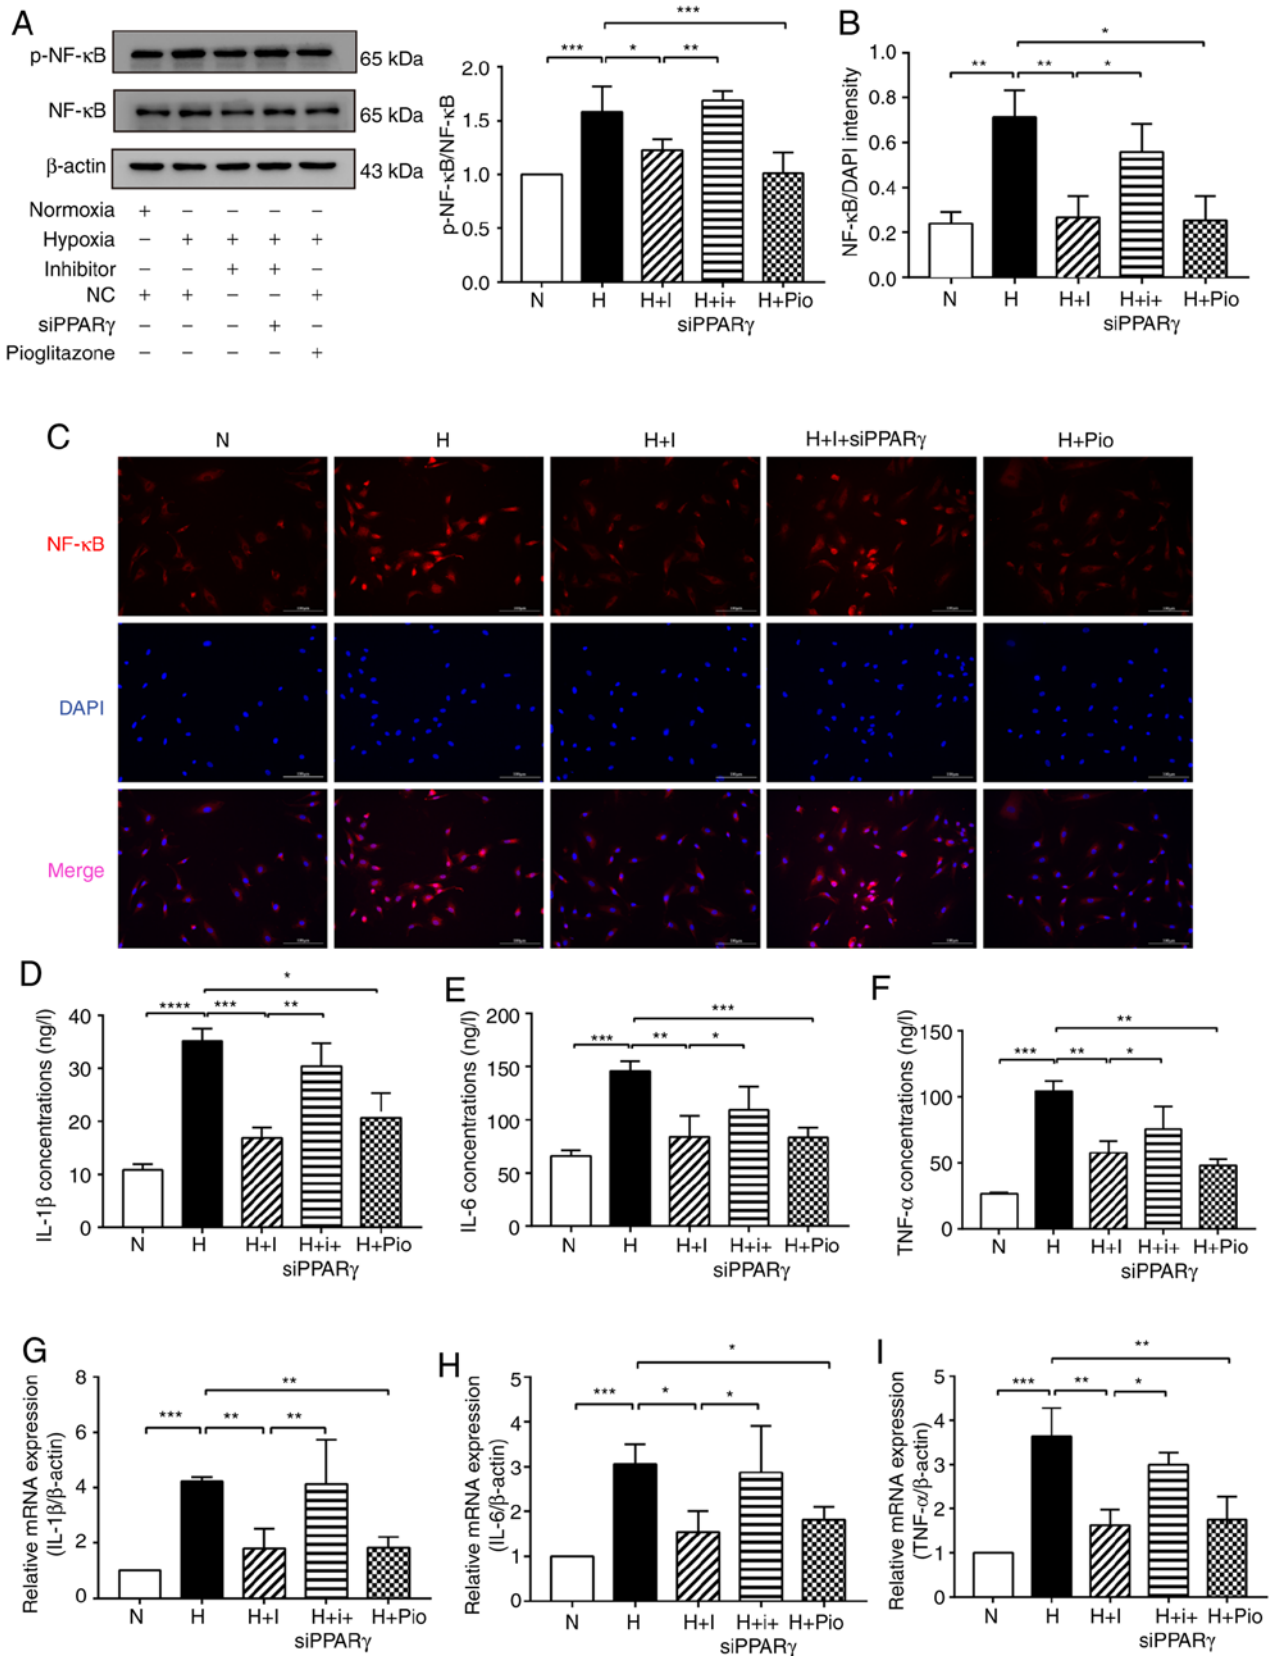 A
p-NF-κB
65 kDa
NF-κB
65 kDa
β-actin
43 kDa
Normoxia + – – – –
Hypoxia – + + + +
Inhibitor – – + + –
NC + + – – +
siPPARγ – – – + –
Pioglitazone – – – – +
***
*** * **
p-NF-κB/NF-κB
2.0
1.5
1.0
0.5
0.0
N H H+I H+i+ H+Pio
siPPARγ
B
*
** ** *
NF-κB/DAPI intensity
1.0
0.8
0.6
0.4
0.2
0.0
N H H+I H+i+ H+Pio
siPPARγ
C
N H H+I H+I+siPPARγ H+Pio
NF-κB
DAPI
Merge
D
*
**** *** **
IL-1β concentrations (ng/l)
40
30
20
10
0
N H H+I H+i+ H+Pio
siPPARγ
E
***
*** ** *
IL-6 concentrations (ng/l)
200
150
100
50
0
N H H+I H+i+ H+Pio
siPPARγ
F
**
*** ** *
TNF-α concentrations (ng/l)
150
100
50
0
N H H+I H+i+ H+Pio
siPPARγ
G
**
*** ** **
Relative mRNA expression
(IL-1β/β-actin)
8
6
4
2
0
N H H+I H+i+ H+Pio
siPPARγ
H
*
*** * *
Relative mRNA expression
(IL-6/β-actin)
5
4
3
2
1
0
N H H+I H+i+ H+Pio
siPPARγ
I
**
*** ** *
Relative mRNA expression
(TNF-α/β-actin)
5
4
3
2
1
0
N H H+I H+i+ H+Pio
siPPARγ